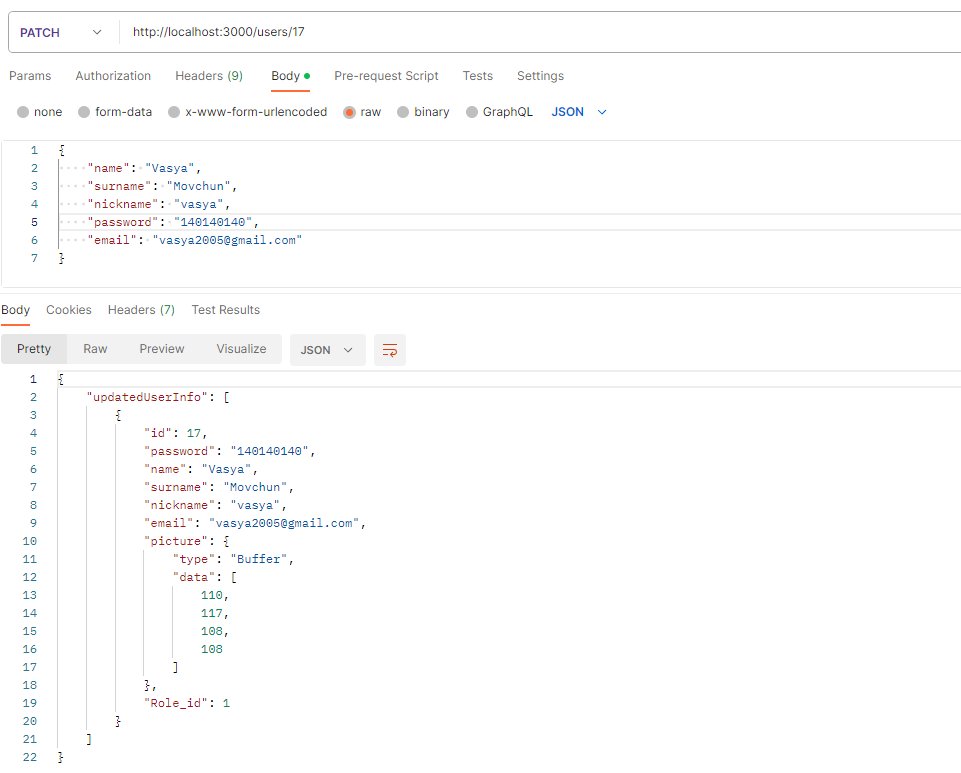 PATCH http://localhost:3000/users/17
Params Authorization Headers (9) Body Pre-request Script Tests Settings
none form-data x-www-form-urlencoded raw binary GraphQL JSON
1 {
2 "name": "Vasya",
3 "surname": "Movchun",
4 "nickname": "vasya",
5 "password": "140140140",
6 "email": "vasya2005@gmail.com"
7 }
Body Cookies Headers (7) Test Results
Pretty Raw Preview Visualize JSON
1 {
2 "updatedUserInfo": [
3 {
4 "id": 17,
5 "password": "140140140",
6 "name": "Vasya",
7 "surname": "Movchun",
8 "nickname": "vasya",
9 "email": "vasya2005@gmail.com",
10 "picture": {
11 "type": "Buffer",
12 "data": [
13 110,
14 117,
15 108,
16 108
17 ]
18 },
19 "Role_id": 1
20 }
21 ]
22 }